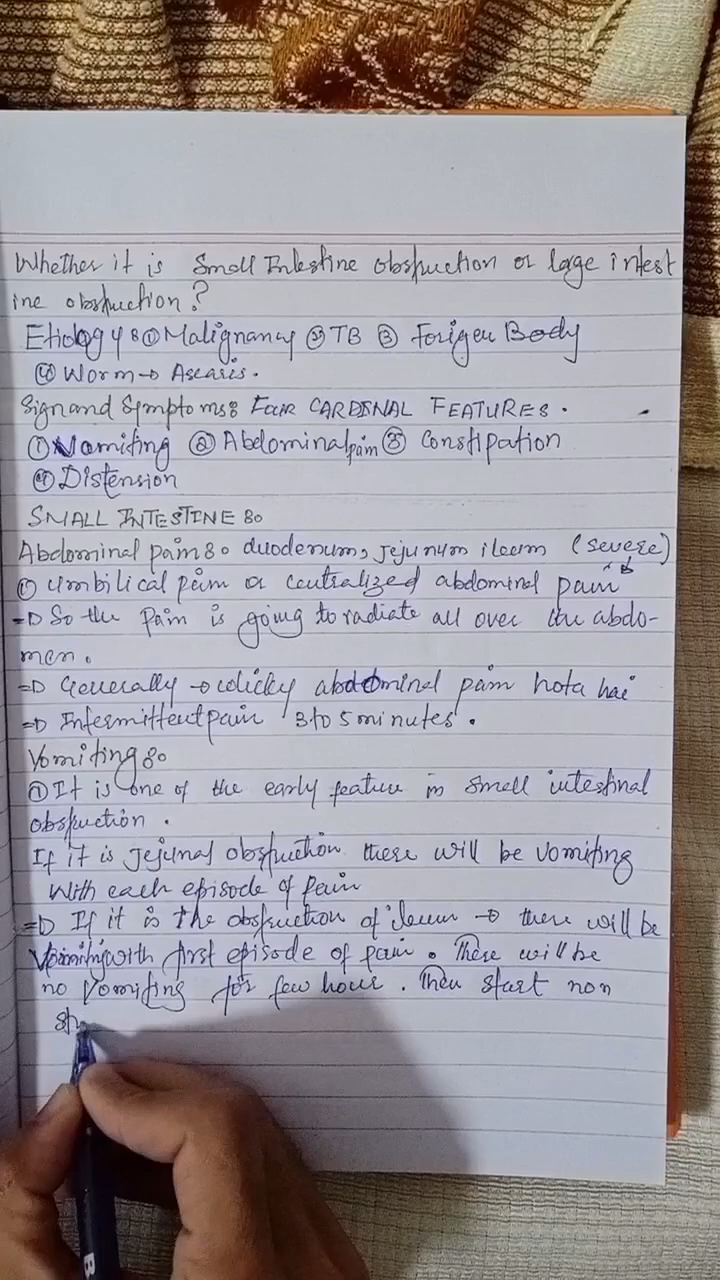 Whether it is Small Intestine obstruction or large intest
ine obstruction?
Etiology: ① Malignancy ② TB ③ Forigen Body
④ Worm → Ascaris.
Sign and Symptoms: FOUR CARDINAL FEATURES.
① Vomiting ② Abdominal pain ③ Constipation
④ Distension
SMALL INTESTINE :-
Abdominal pain :- duodenum, jejunum ileum (severe)
① umbilical pain or centralized abdominal pain
⇒ So the pain is going to radiate all over the abdo-
men.
⇒ Generally → colicky abdominal pain hota hai
⇒ Intermittent pain 3 to 5 minutes.
Vomiting :-
① It is one of the early feature in small intestinal
obstruction.
If it is Jejunal obstruction there will be vomiting
with each episode of pain
⇒ If it is the obstruction of ileum → there will be
Vomiting with first episode of pain. There will be
no vomiting for few hour. Then start non